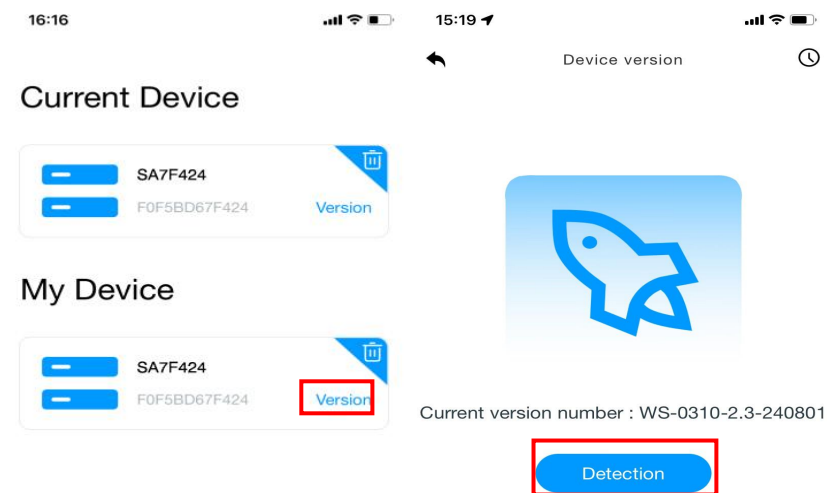 16:16
Current Device
SA7F424
F0F5BD67F424
Version
My Device
SA7F424
F0F5BD67F424
Version
15:19
Device version
Current version number : WS-0310-2.3-240801
Detection